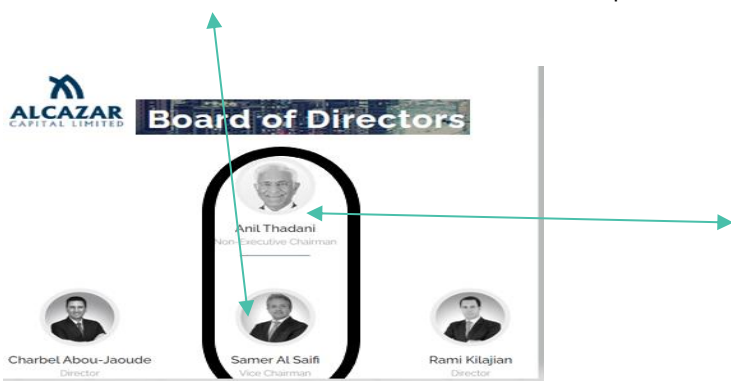 ALCAZAR
CAPITAL LIMITED
Board of Directors
Anil Thadani
Non-Executive Chairman
Charbel Abou-Jaoude
Director
Samer Al Saifi
Vice Chairman
Rami Kilajian
Director